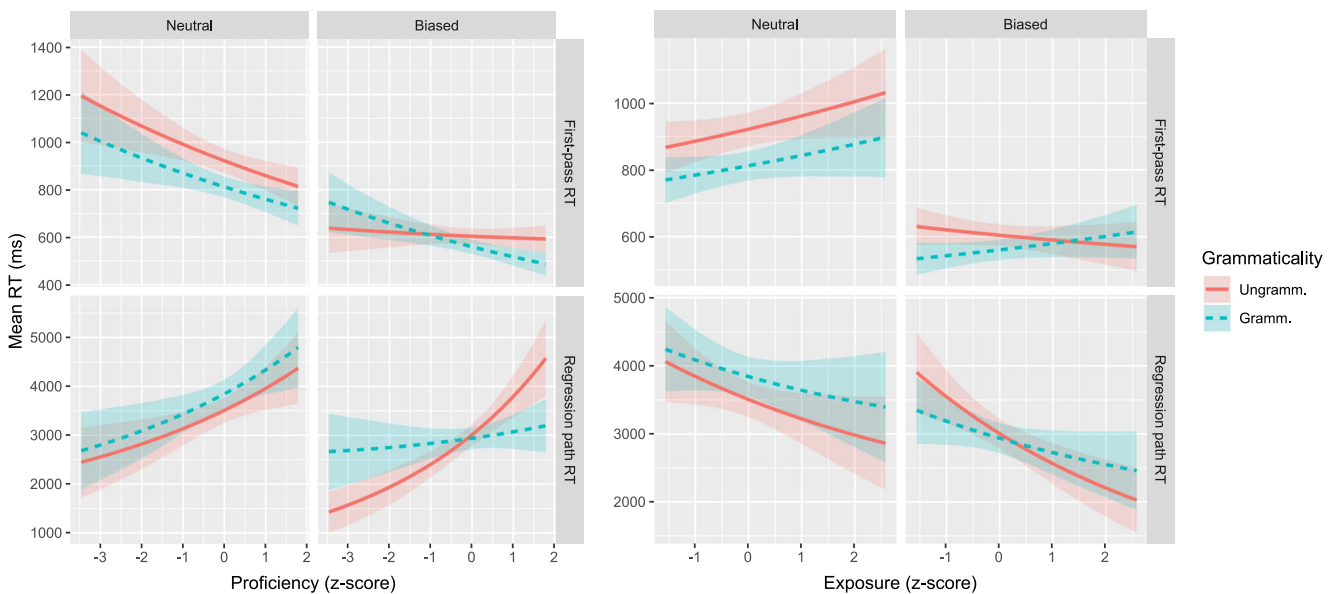 Neutral
Biased
Neutral
Biased
Mean RT (ms)
1400
1200
1000
800
600
400
First-pass RT
5000
4000
3000
2000
1000
Regression path RT
-3 -2 -1 0 1 2
-3 -2 -1 0 1 2
Proficiency (z-score)
1000
800
600
First-pass RT
5000
4000
3000
2000
Regression path RT
-1 0 1 2
-1 0 1 2
Exposure (z-score)
Grammaticality
Ungramm.
Gramm.